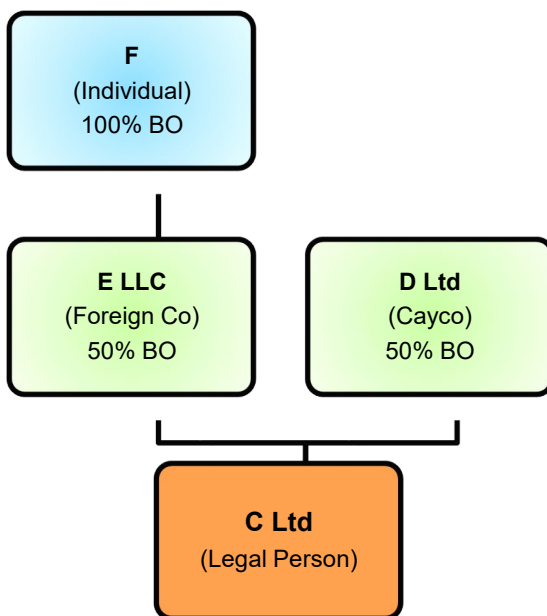 F
(Individual)
100% BO
E LLC
(Foreign Co)
50% BO
D Ltd
(Cayco)
50% BO
C Ltd
(Legal Person)